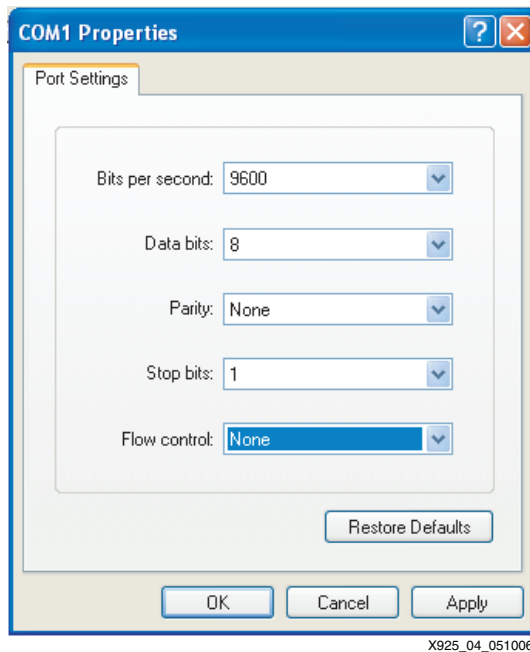 COM1 Properties
Port Settings
Bits per second: 9600
Data bits: 8
Parity: None
Stop bits: 1
Flow control: None
Restore Defaults
OK Cancel Apply
X925_04_051006